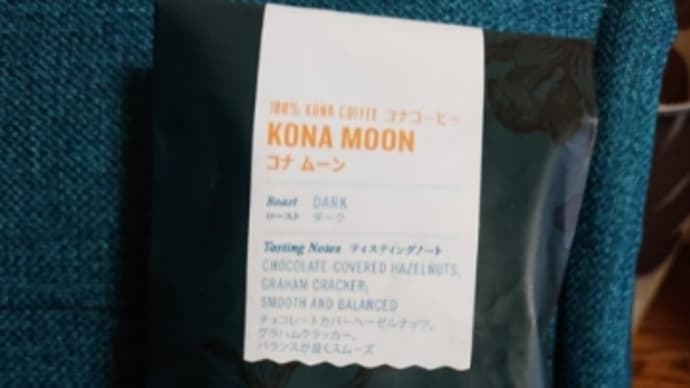 100% KONA COFFEE コナコーヒー
KONA MOON
コナ ムーン
Roast DARK
ロースト ダーク
Tasting Notes ティスティングノート
CHOCOLATE-COVERED HAZELNUTS,
GRAHAM CRACKER,
SMOOTH AND BALANCED
チョコレートカバーヘーゼルナッツ、
グラハムクラッカー、
バランスが良くスムーズ